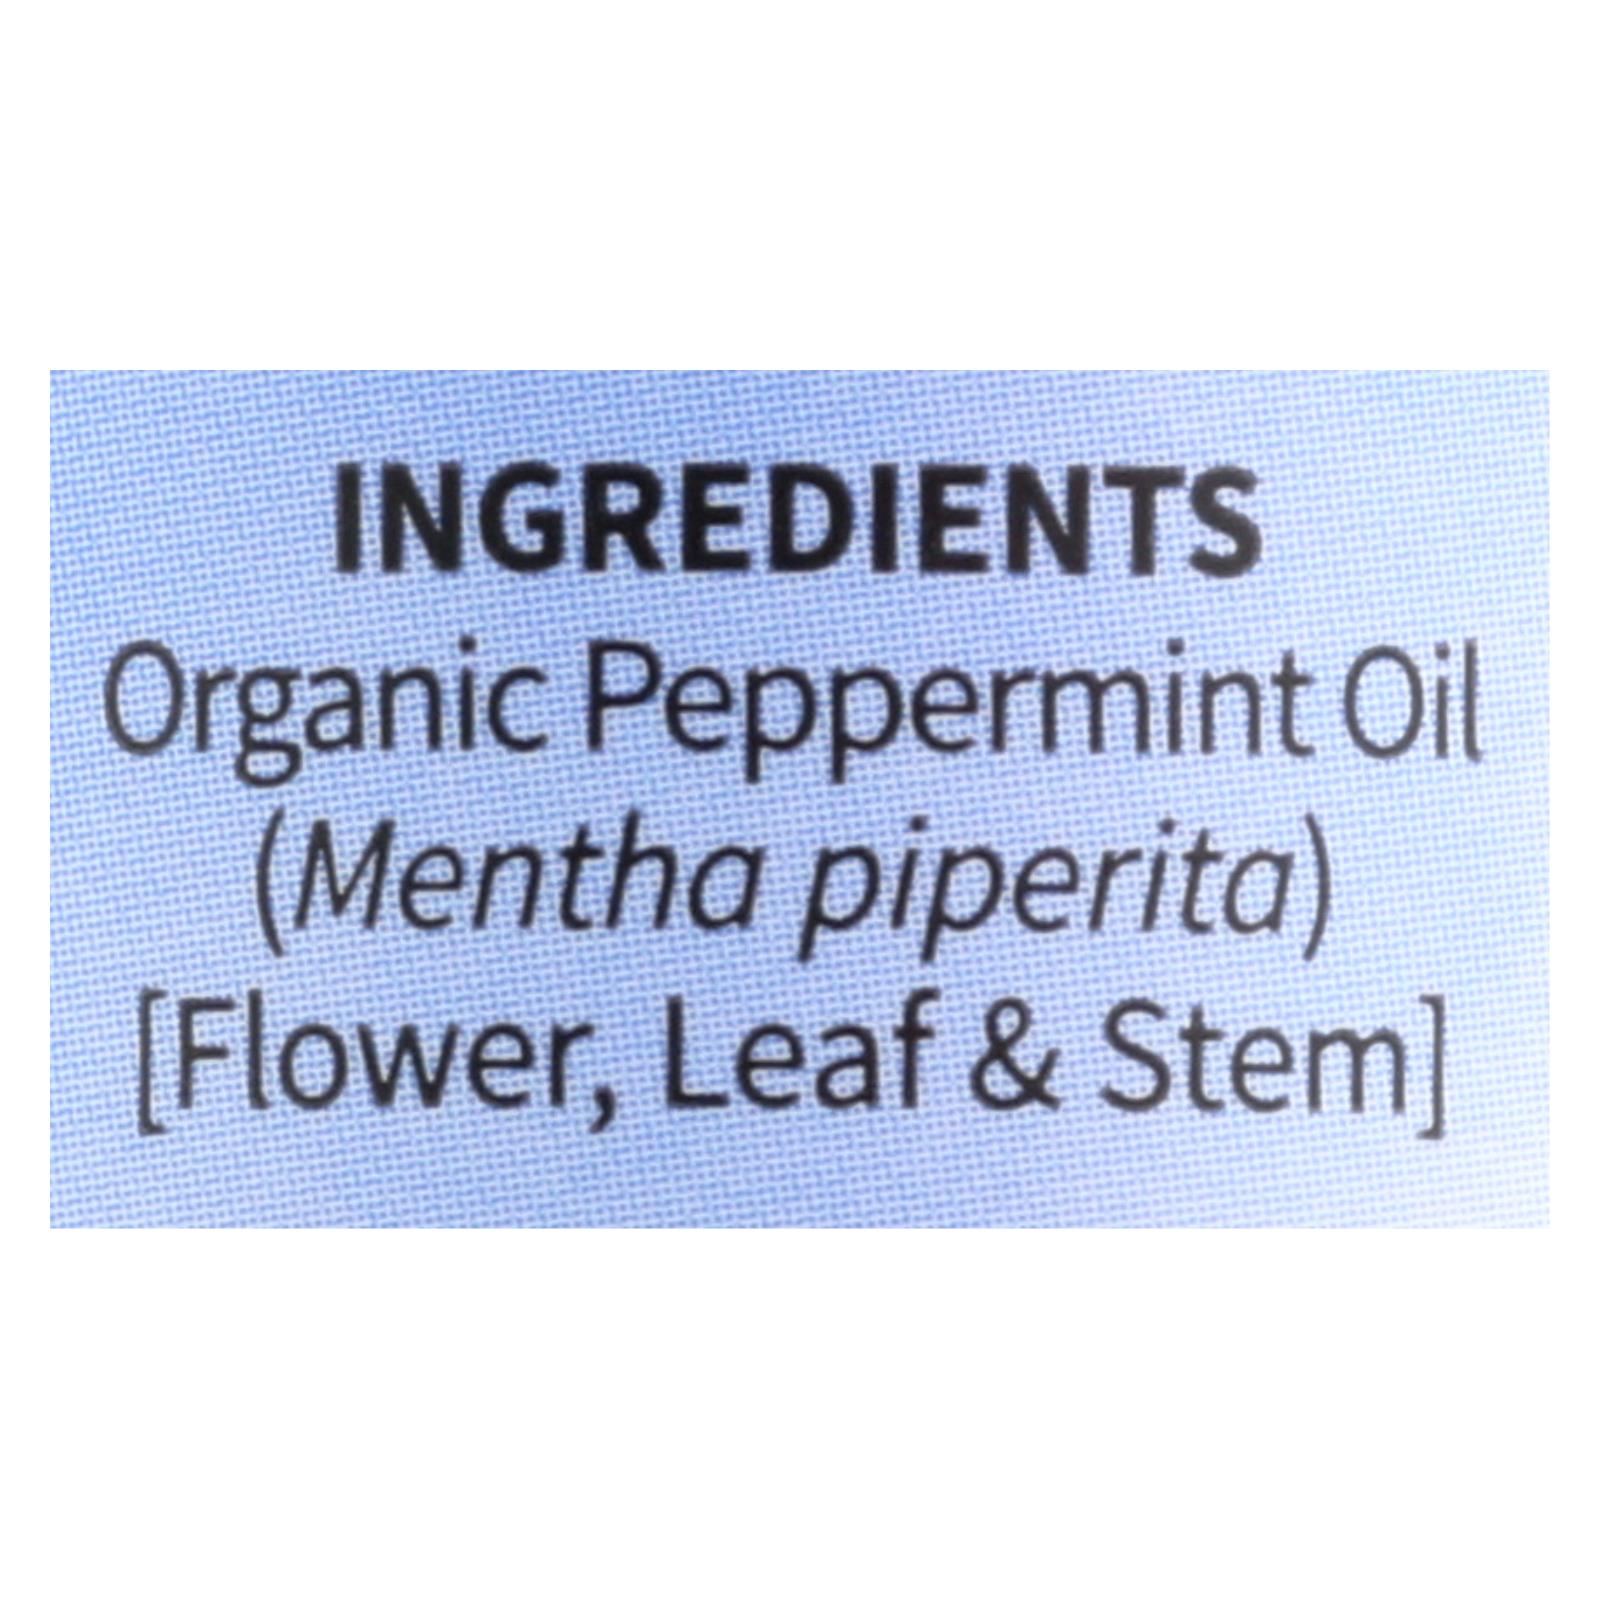 INGREDIENTS
Organic Peppermint Oil
(Mentha piperita)
[Flower, Leaf & Stem]